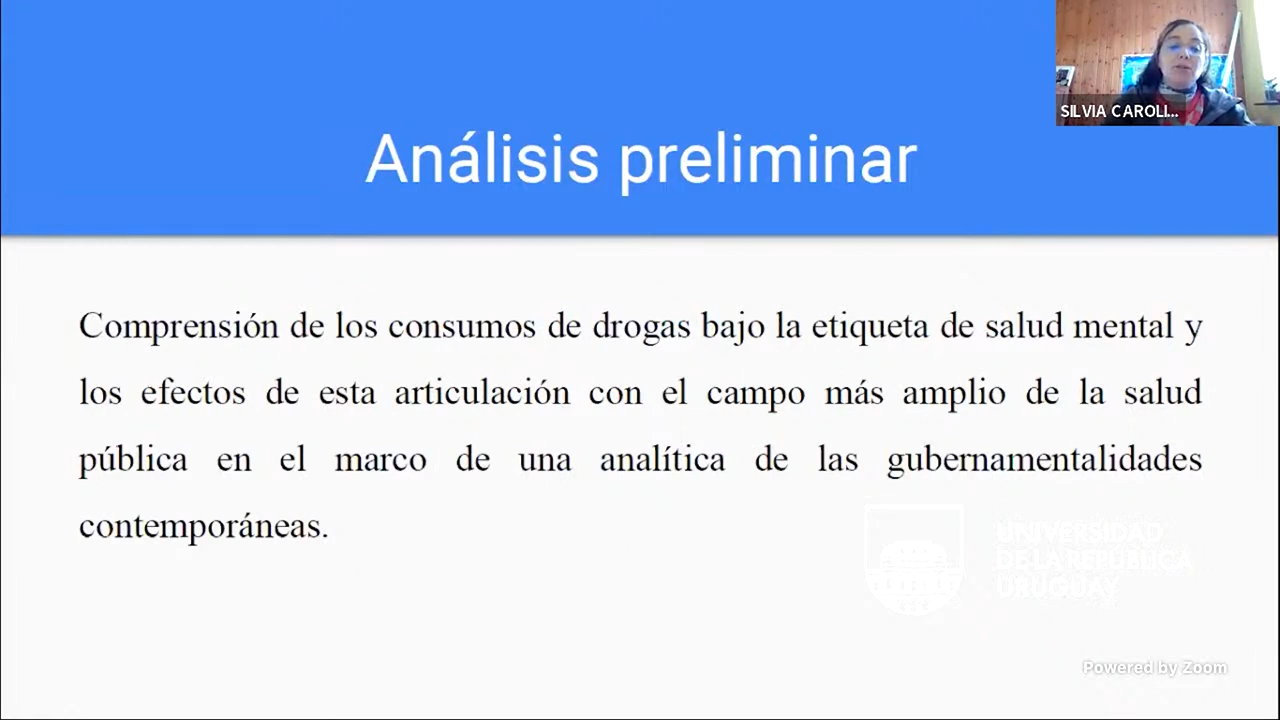 SILVIA CAROLI...
Análisis preliminar
Comprensión de los consumos de drogas bajo la etiqueta de salud mental y
los efectos de esta articulación con el campo más amplio de la salud
pública en el marco de una analítica de las gubernamentalidades
contemporáneas.
UNIVERSIDAD
DE LA REPÚBLICA
URUGUAY
Powered by Zoom